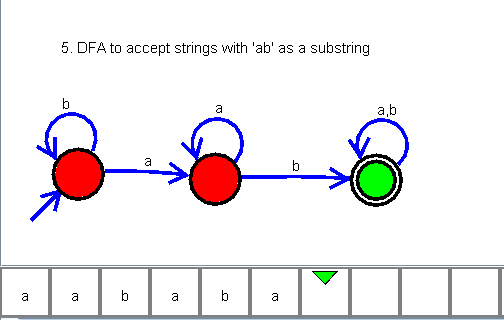 5. DFA to accept strings with 'ab' as a substring
b
a
a,b
a
b
a a b a b a